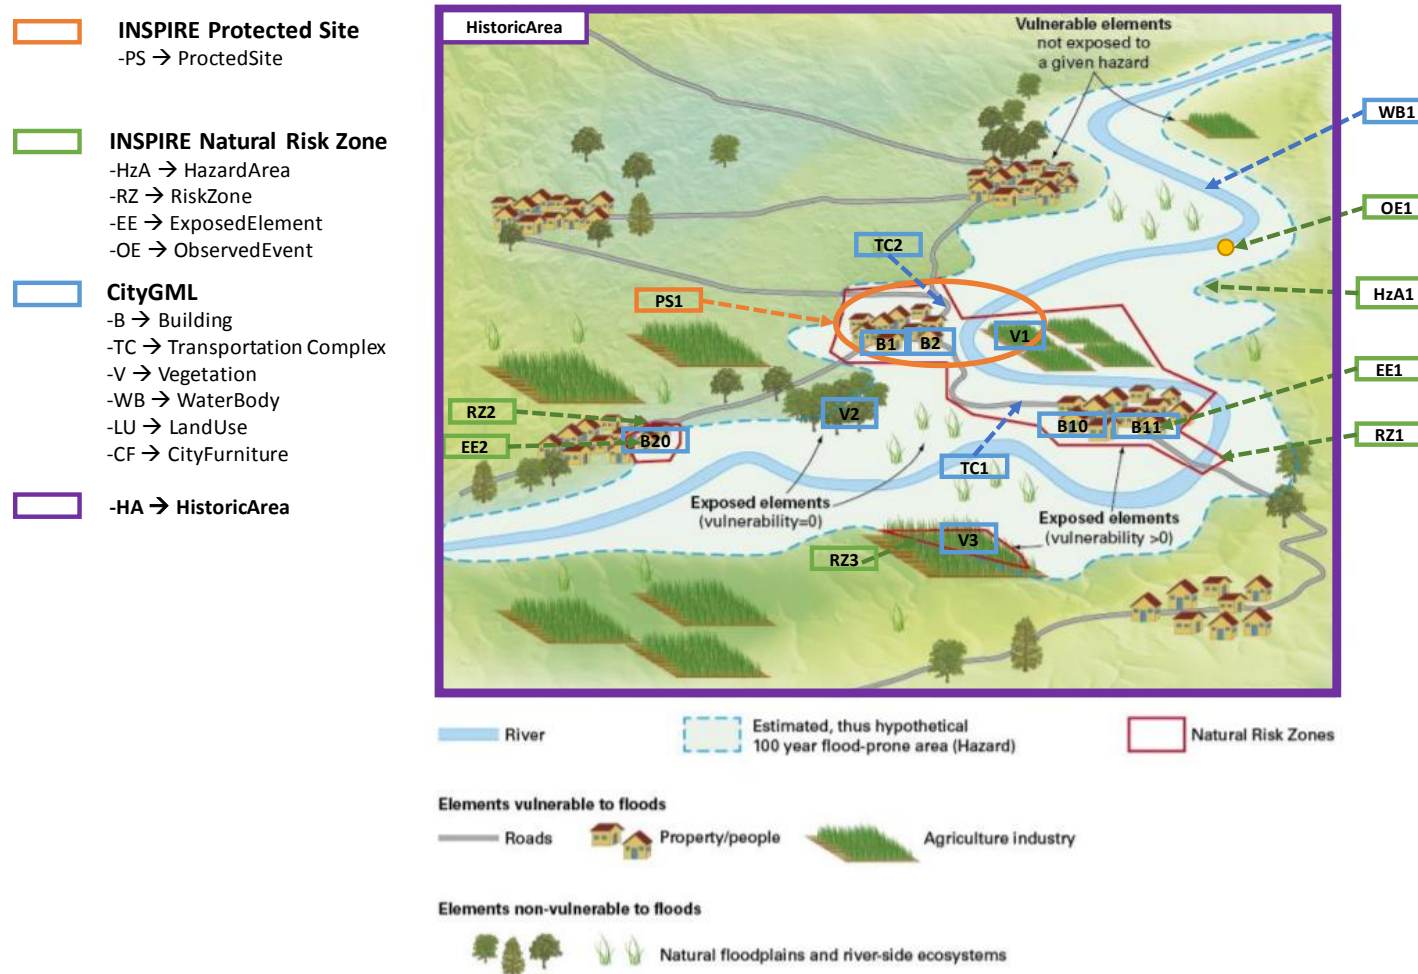 INSPIRE Protected Site
-PS → ProctedSite
INSPIRE Natural Risk Zone
-HzA → HazardArea
-RZ → RiskZone
-EE → ExposedElement
-OE → ObservedEvent
CityGML
-B → Building
-TC → Transportation Complex
-V → Vegetation
-WB → WaterBody
-LU → LandUse
-CF → CityFurniture
-HA → HistoricArea
HistoricArea
Vulnerable elements
not exposed to
a given hazard
WB1
OE1
TC2
PS1
HzA1
B1
B2
V1
EE1
RZ2
V2
B10
B11
RZ1
EE2
B20
TC1
Exposed elements
(vulnerability=0)
Exposed elements
(vulnerability >0)
V3
RZ3
River
Estimated, thus hypothetical
100 year flood-prone area (Hazard)
Natural Risk Zones
Elements vulnerable to floods
Roads
Property/people
Agriculture industry
Elements non-vulnerable to floods
Natural floodplains and river-side ecosystems